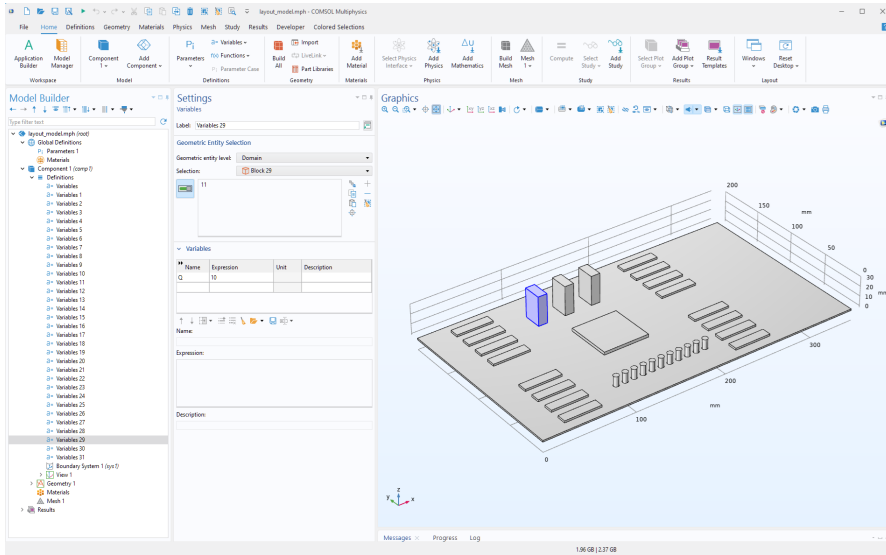 layout_model.mph - COMSOL Multiphysics
File Home Definitions Geometry Materials Physics Mesh Study Results Developer Colored Selections
Application Builder
Model Manager
Workspace
Component 1
Add Component
Model
Parameters
a= Variables
f(x) Functions
Pi Parameter Case
Definitions
Build All
Import
LiveLink
Part Libraries
Geometry
Add Material
Materials
Select Physics Interface
Add Physics
Add Mathematics
Physics
Build Mesh
Mesh 1
Mesh
Compute
Select Study
Add Study
Study
Select Plot Group
Add Plot Group
Result Templates
Results
Windows
Reset Desktop
Layout
Model Builder
Type filter text
layout_model.mph (root)
Global Definitions
Pi Parameters 1
Materials
Component 1 (comp1)
Definitions
a= Variables
a= Variables 1
a= Variables 2
a= Variables 3
a= Variables 4
a= Variables 5
a= Variables 6
a= Variables 7
a= Variables 8
a= Variables 9
a= Variables 10
a= Variables 11
a= Variables 12
a= Variables 13
a= Variables 14
a= Variables 15
a= Variables 16
a= Variables 17
a= Variables 18
a= Variables 19
a= Variables 20
a= Variables 21
a= Variables 22
a= Variables 23
a= Variables 24
a= Variables 25
a= Variables 26
a= Variables 27
a= Variables 28
a= Variables 29
a= Variables 30
a= Variables 31
Boundary System 1 (sys1)
View 1
Geometry 1
Materials
Mesh 1
Results
Settings
Variables
Label: Variables 29
Geometric Entity Selection
Geometric entity level: Domain
Selection: Block 29
11
Variables
Name Expression Unit Description
Q 10
Name:
Expression:
Description:
Graphics
200
150
mm
100
50
0
30
20
10 mm
0
300
200
mm
100
0
z
y x
Messages Progress Log
1.96 GB | 2.37 GB